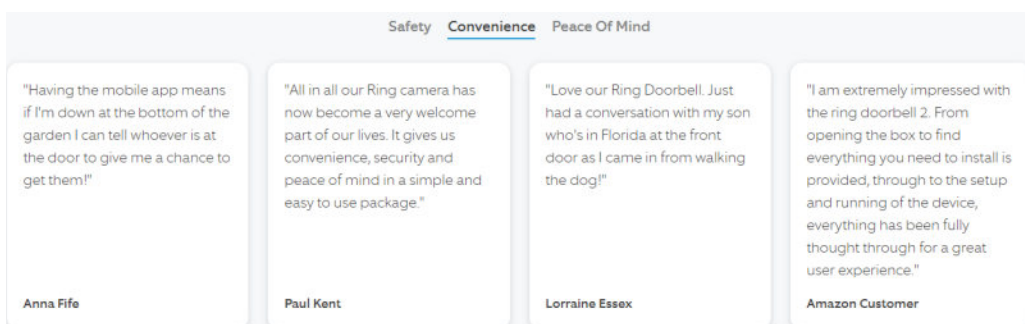 Safety Convenience Peace Of Mind
"Having the mobile app means
if I'm down at the bottom of the
garden I can tell whoever is at
the door to give me a chance to
get them!"
Anna Fife
"All in all our Ring camera has
now become a very welcome
part of our lives. It gives us
convenience, security and
peace of mind in a simple and
easy to use package."
Paul Kent
"Love our Ring Doorbell. Just
had a conversation with my son
who's in Florida at the front
door as I came in from walking
the dog!"
Lorraine Essex
"I am extremely impressed with
the ring doorbell 2. From
opening the box to find
everything you need to install is
provided, through to the setup
and running of the device,
everything has been fully
thought through for a great
user experience."
Amazon Customer